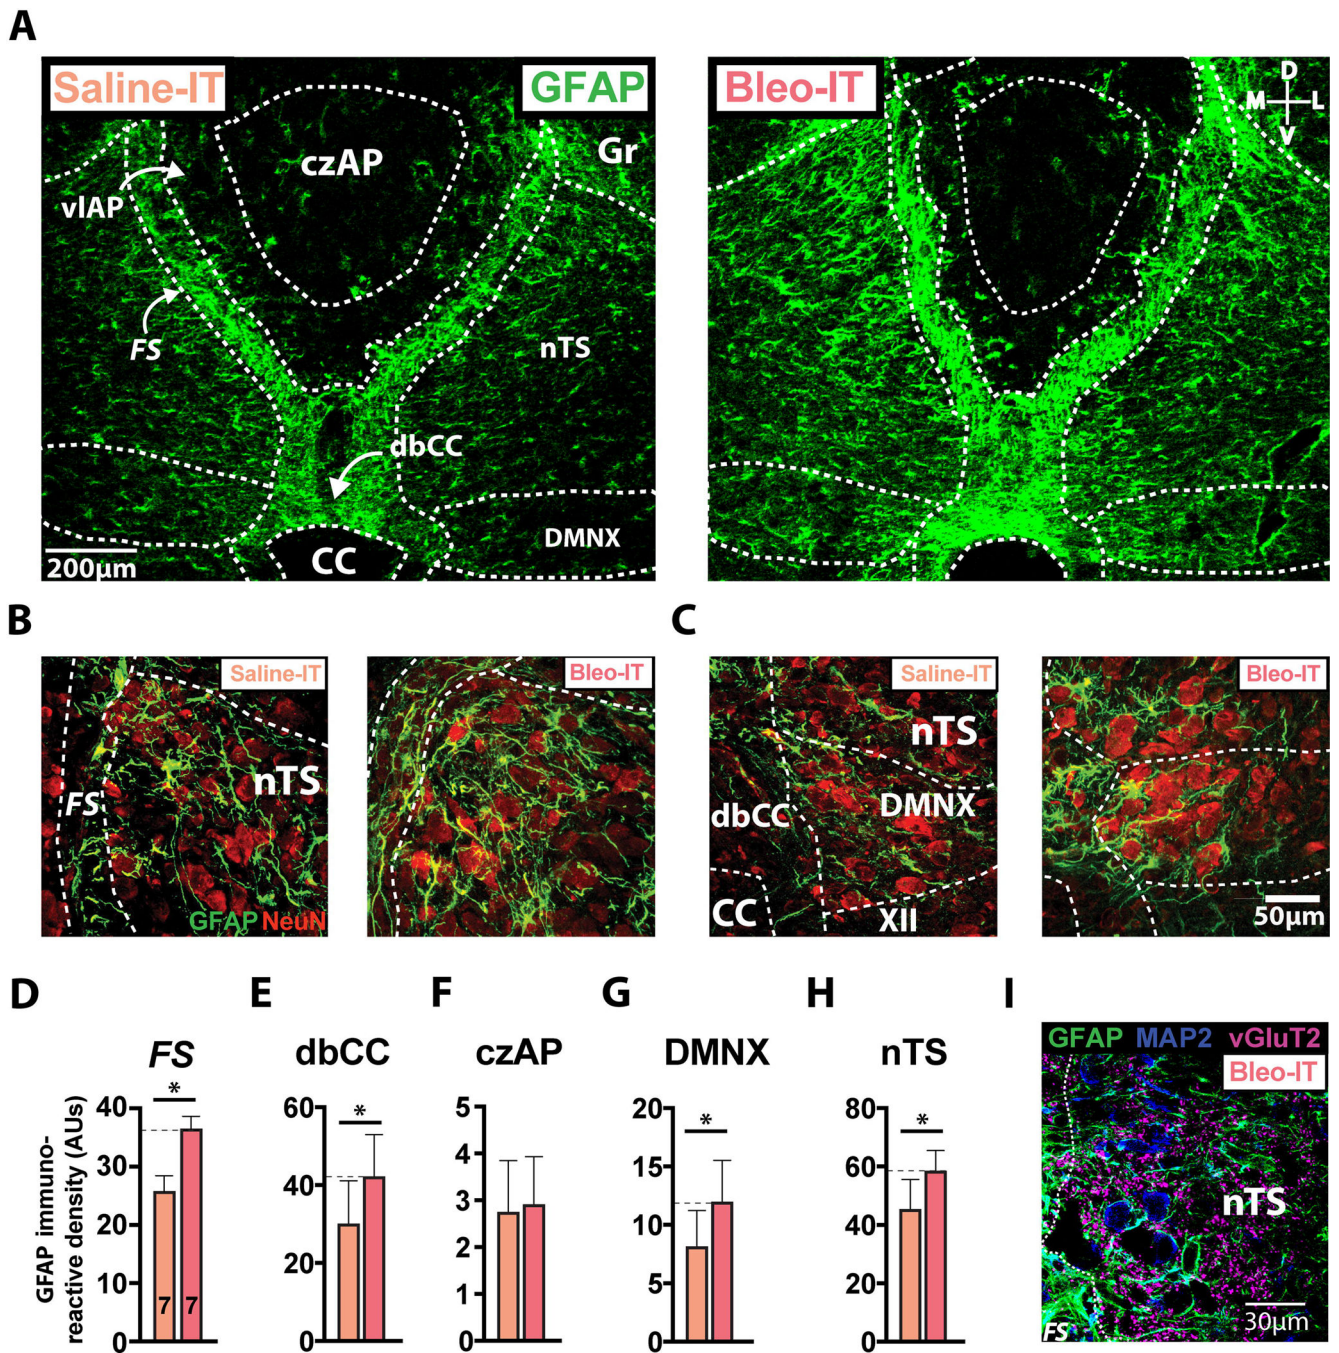 A
Saline-IT
GFAP
Bleo-IT
D
M L
V
czAP
Gr
vlAP
FS
nTS
dbCC
DMNX
CC
200μm
B
C
Saline-IT
Bleo-IT
Saline-IT
Bleo-IT
nTS
FS
GFAP NeuN
nTS
DMNX
dbCC
CC
XII
50μm
D
E
F
G
H
I
FS
dbCC
czAP
DMNX
nTS
GFAP immuno-
reactive density (AUs)
40
30
20
10
0
*
7 7
60
40
20
0
*
5
4
3
2
1
0
20
15
10
5
0
*
80
60
40
20
0
*
GFAP MAP2 vGluT2
Bleo-IT
nTS
FS
30μm